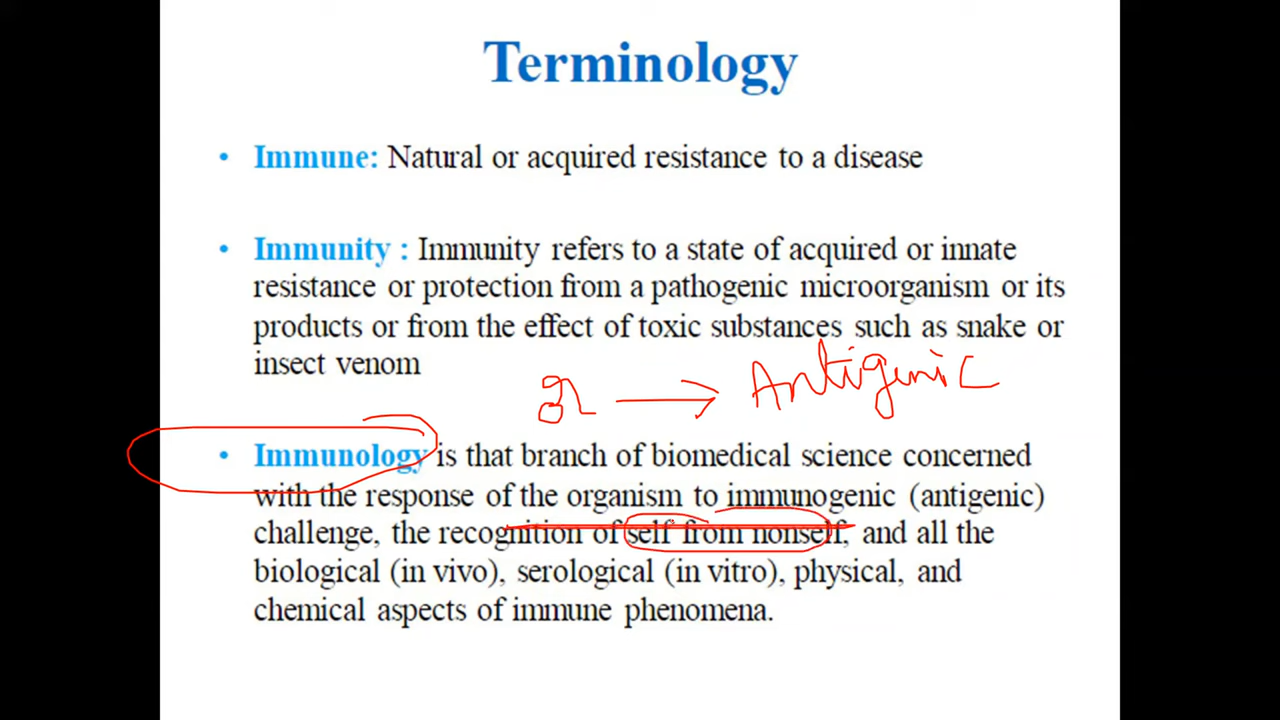 Terminology
• Immune: Natural or acquired resistance to a disease
• Immunity : Immunity refers to a state of acquired or innate
resistance or protection from a pathogenic microorganism or its
products or from the effect of toxic substances such as snake or
insect venom
Antigenic
• Immunology is that branch of biomedical science concerned
with the response of the organism to immunogenic (antigenic)
challenge, the recognition of self from nonself, and all the
biological (in vivo), serological (in vitro), physical, and
chemical aspects of immune phenomena.